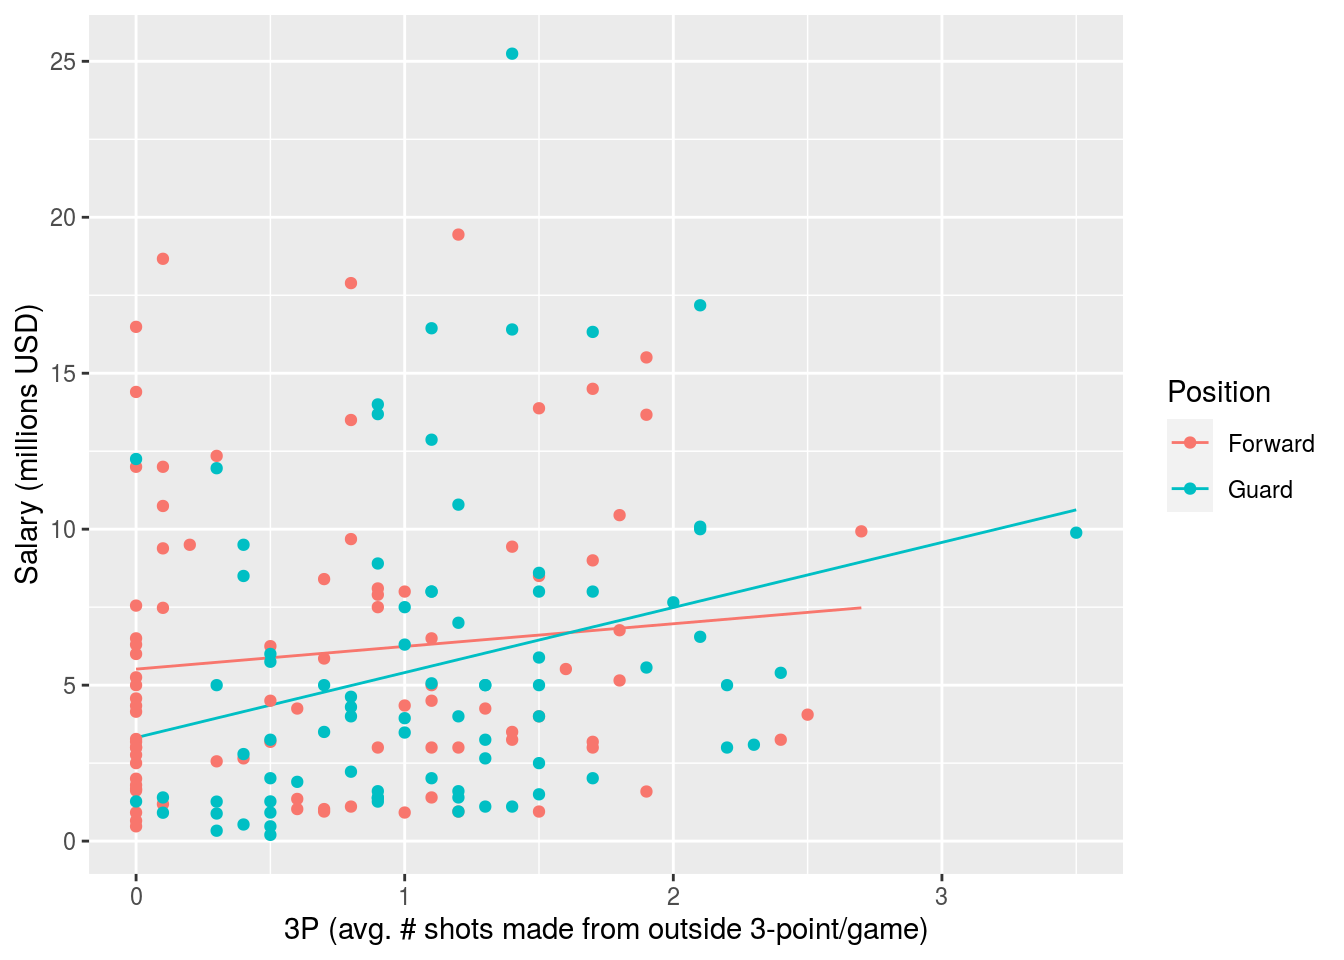 25
20
15
10
5
0
Salary (millions USD)
0 1 2 3
3P (avg. # shots made from outside 3-point/game)
Position
Forward
Guard